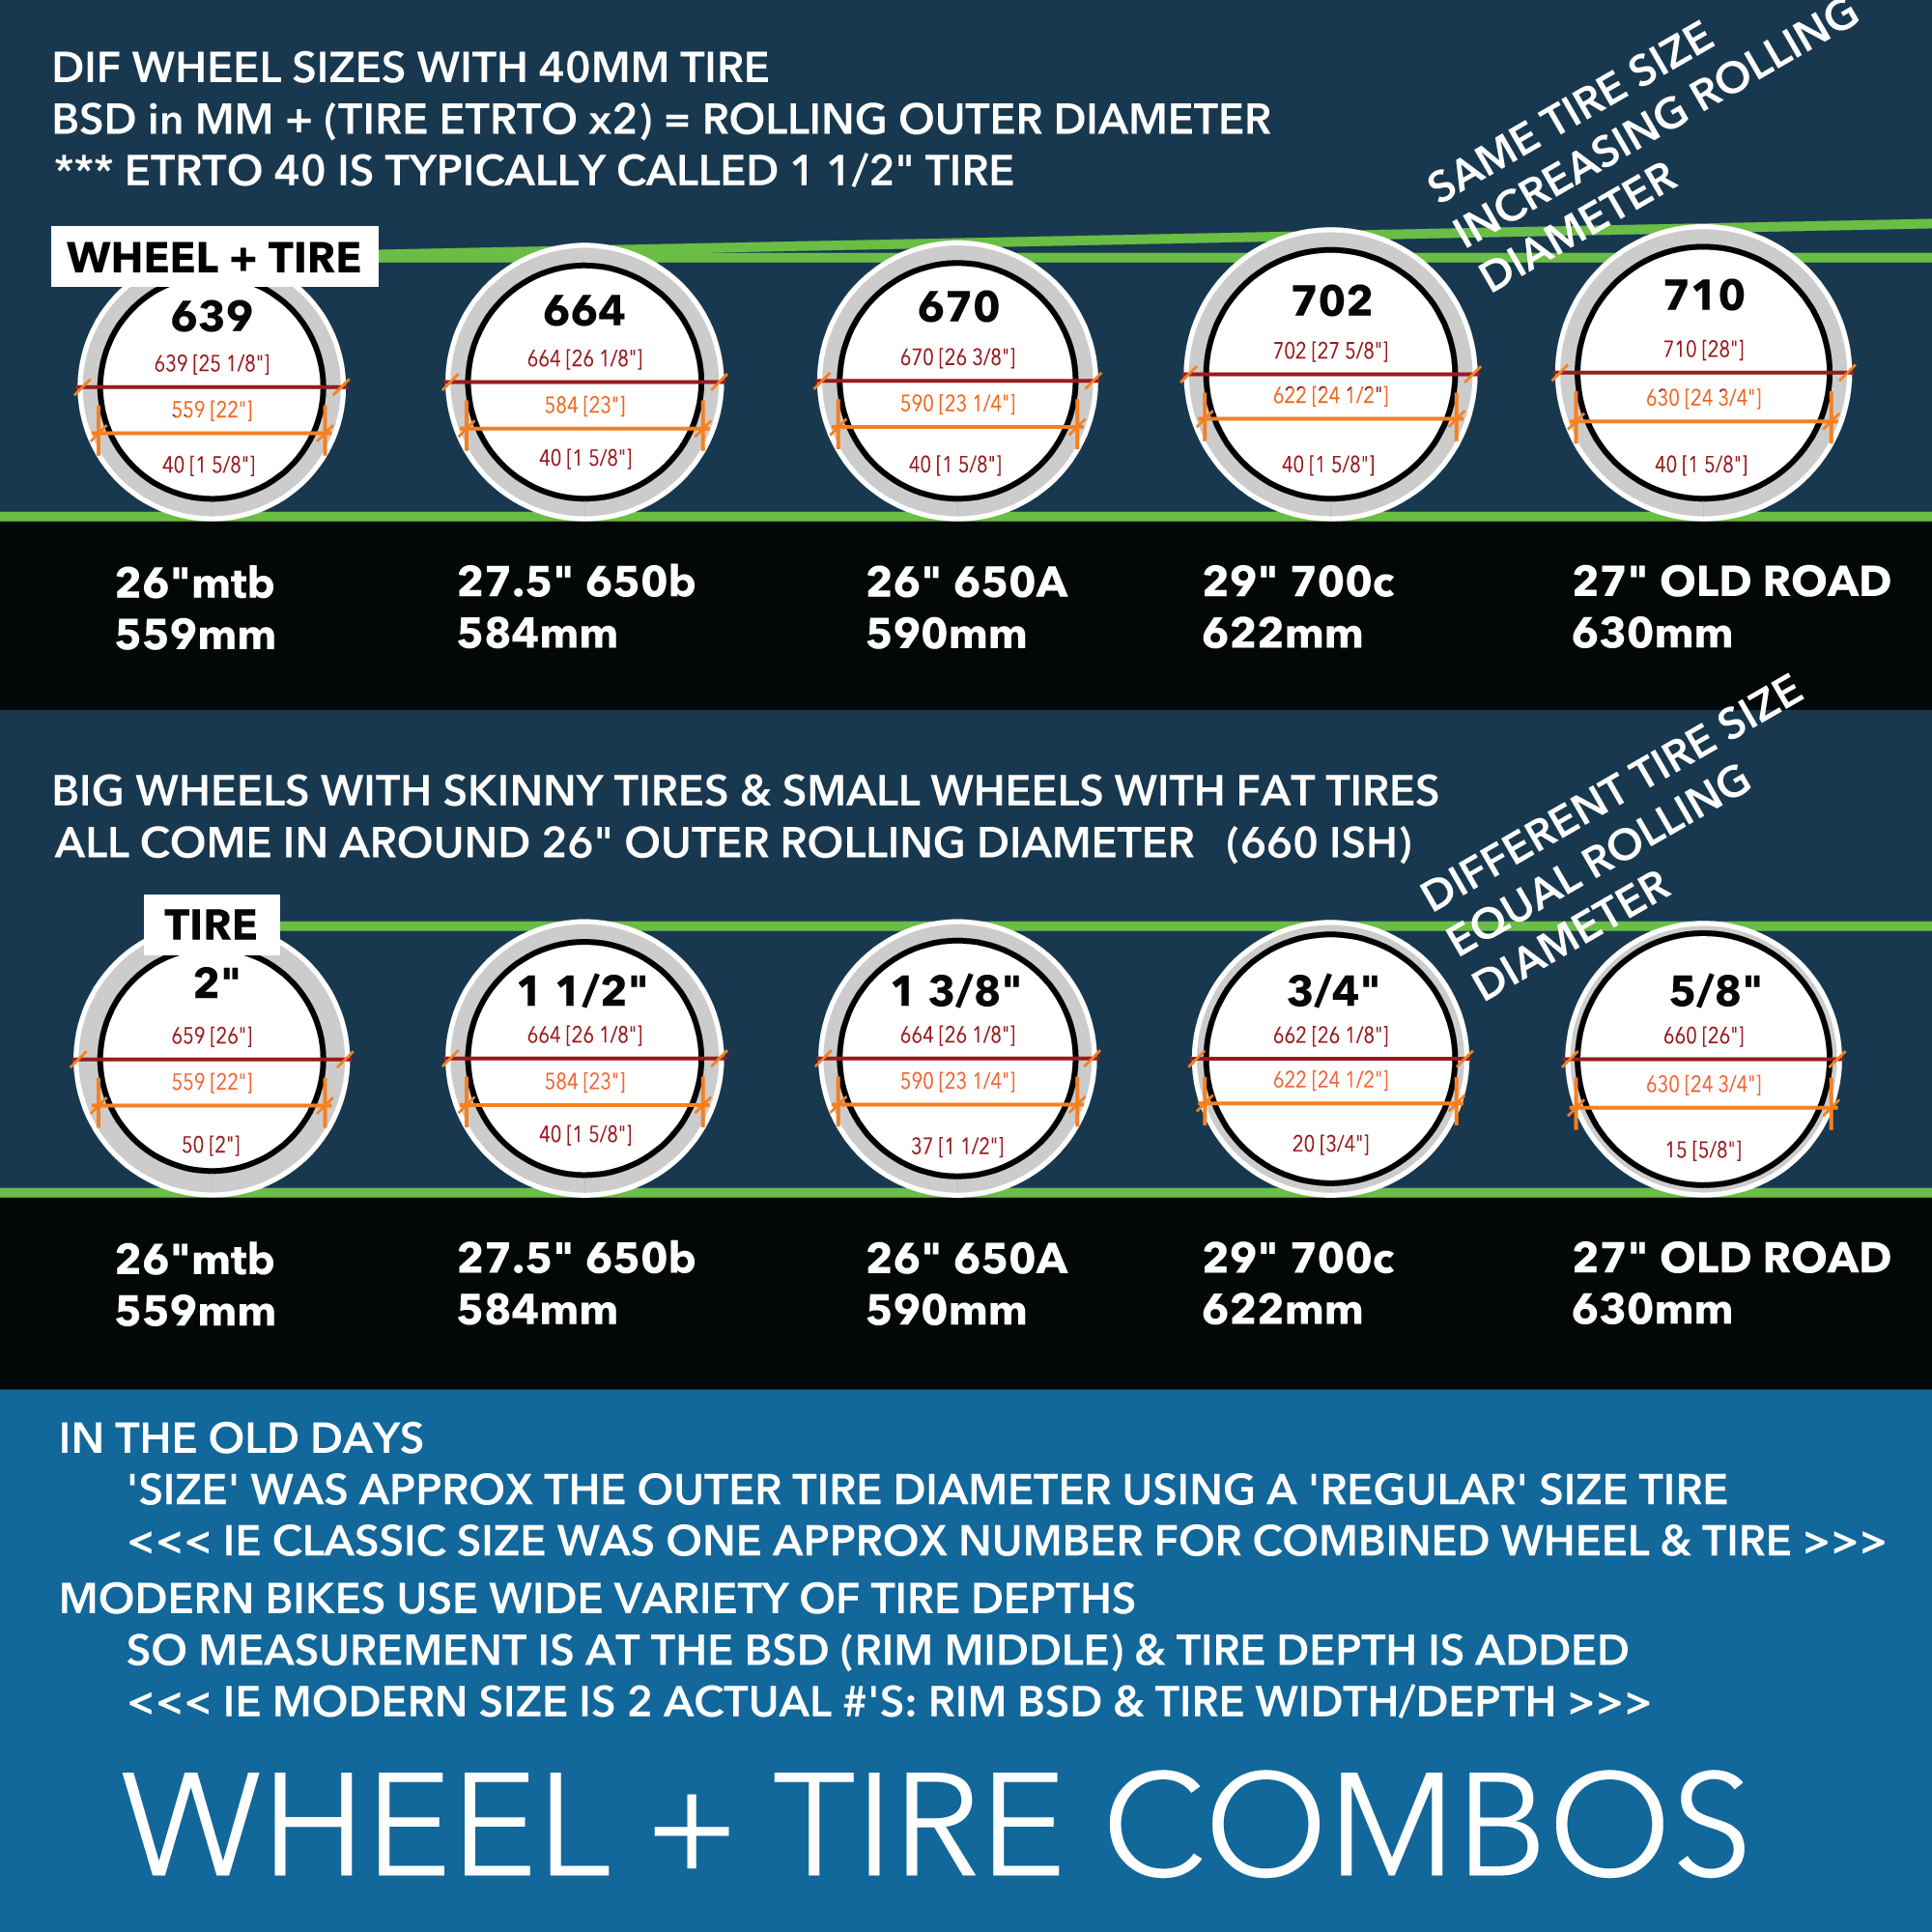 DIF WHEEL SIZES WITH 40MM TIRE
BSD in MM + (TIRE ETRTO x2) = ROLLING OUTER DIAMETER
*** ETRTO 40 IS TYPICALLY CALLED 1 1/2" TIRE
SAME TIRE SIZE
INCREASING ROLLING
DIAMETER
WHEEL + TIRE
639
639 [25 1/8"]
559 [22"]
40 [1 5/8"]
664
664 [26 1/8"]
584 [23"]
40 [1 5/8"]
670
670 [26 3/8"]
590 [23 1/4"]
40 [1 5/8"]
702
702 [27 5/8"]
622 [24 1/2"]
40 [1 5/8"]
710
710 [28"]
630 [24 3/4"]
40 [1 5/8"]
26"mtb
559mm
27.5" 650b
584mm
26" 650A
590mm
29" 700c
622mm
27" OLD ROAD
630mm
BIG WHEELS WITH SKINNY TIRES & SMALL WHEELS WITH FAT TIRES
ALL COME IN AROUND 26" OUTER ROLLING DIAMETER (660 ISH)
DIFFERENT TIRE SIZE
EQUAL ROLLING
DIAMETER
TIRE
2"
659 [26"]
559 [22"]
50 [2"]
1 1/2"
664 [26 1/8"]
584 [23"]
40 [1 5/8"]
1 3/8"
664 [26 1/8"]
590 [23 1/4"]
37 [1 1/2"]
3/4"
662 [26 1/8"]
622 [24 1/2"]
20 [3/4"]
5/8"
660 [26"]
630 [24 3/4"]
15 [5/8"]
26"mtb
559mm
27.5" 650b
584mm
26" 650A
590mm
29" 700c
622mm
27" OLD ROAD
630mm
IN THE OLD DAYS
'SIZE' WAS APPROX THE OUTER TIRE DIAMETER USING A 'REGULAR' SIZE TIRE
<<< IE CLASSIC SIZE WAS ONE APPROX NUMBER FOR COMBINED WHEEL & TIRE >>>
MODERN BIKES USE WIDE VARIETY OF TIRE DEPTHS
SO MEASUREMENT IS AT THE BSD (RIM MIDDLE) & TIRE DEPTH IS ADDED
<<< IE MODERN SIZE IS 2 ACTUAL #'S: RIM BSD & TIRE WIDTH/DEPTH >>>
WHEEL + TIRE COMBOS